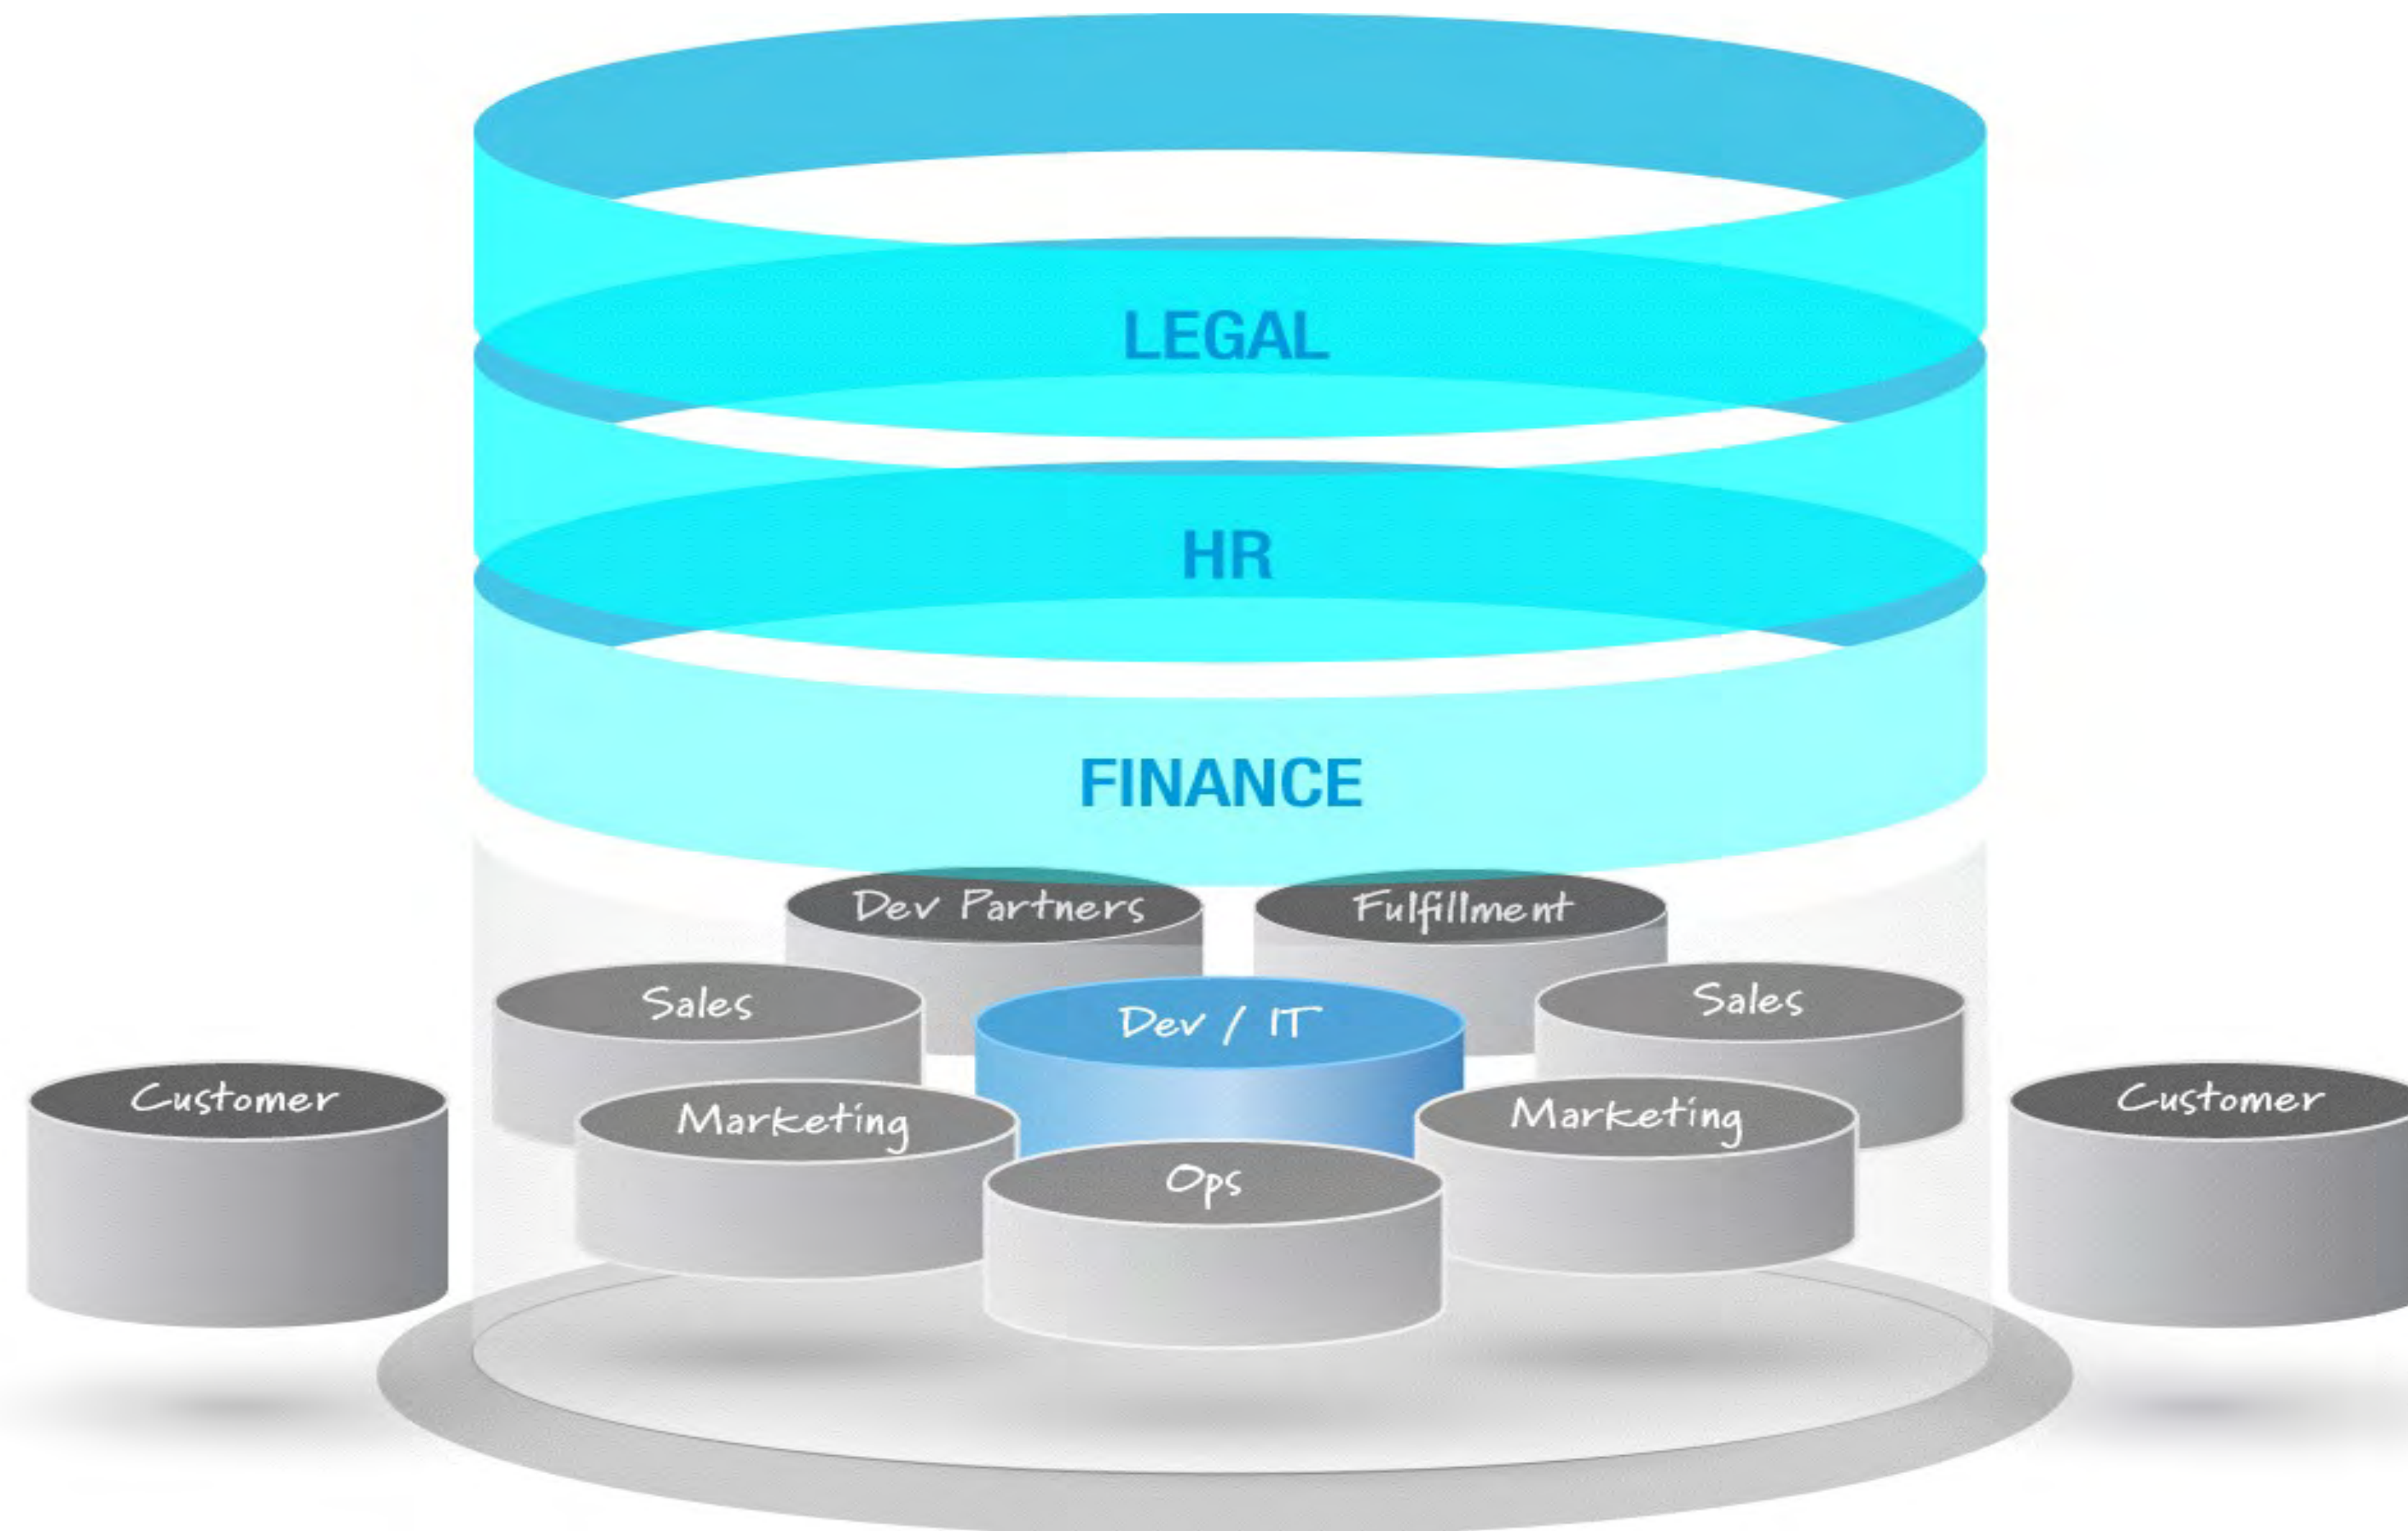 LEGAL
HR
FINANCE
Dev Partners
Fulfillment
Sales
Dev / IT
Sales
Customer
Marketing
Marketing
Customer
Ops